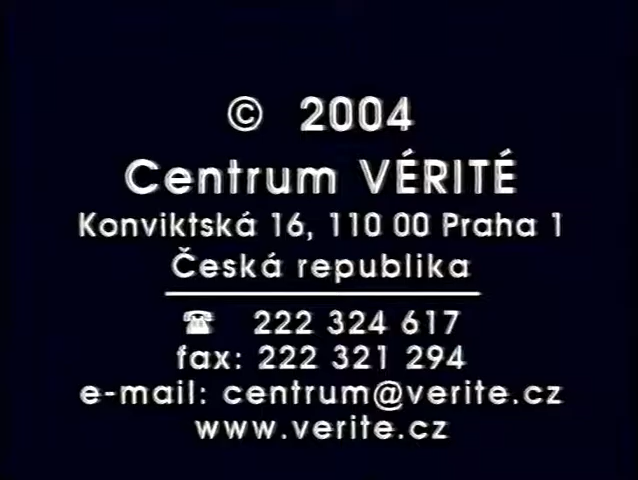 © 2004
Centrum VÉRITÉ
Konviktská 16, 110 00 Praha 1
Česká republika
☎ 222 324 617
fax: 222 321 294
e-mail: centrum@verite.cz
www.verite.cz